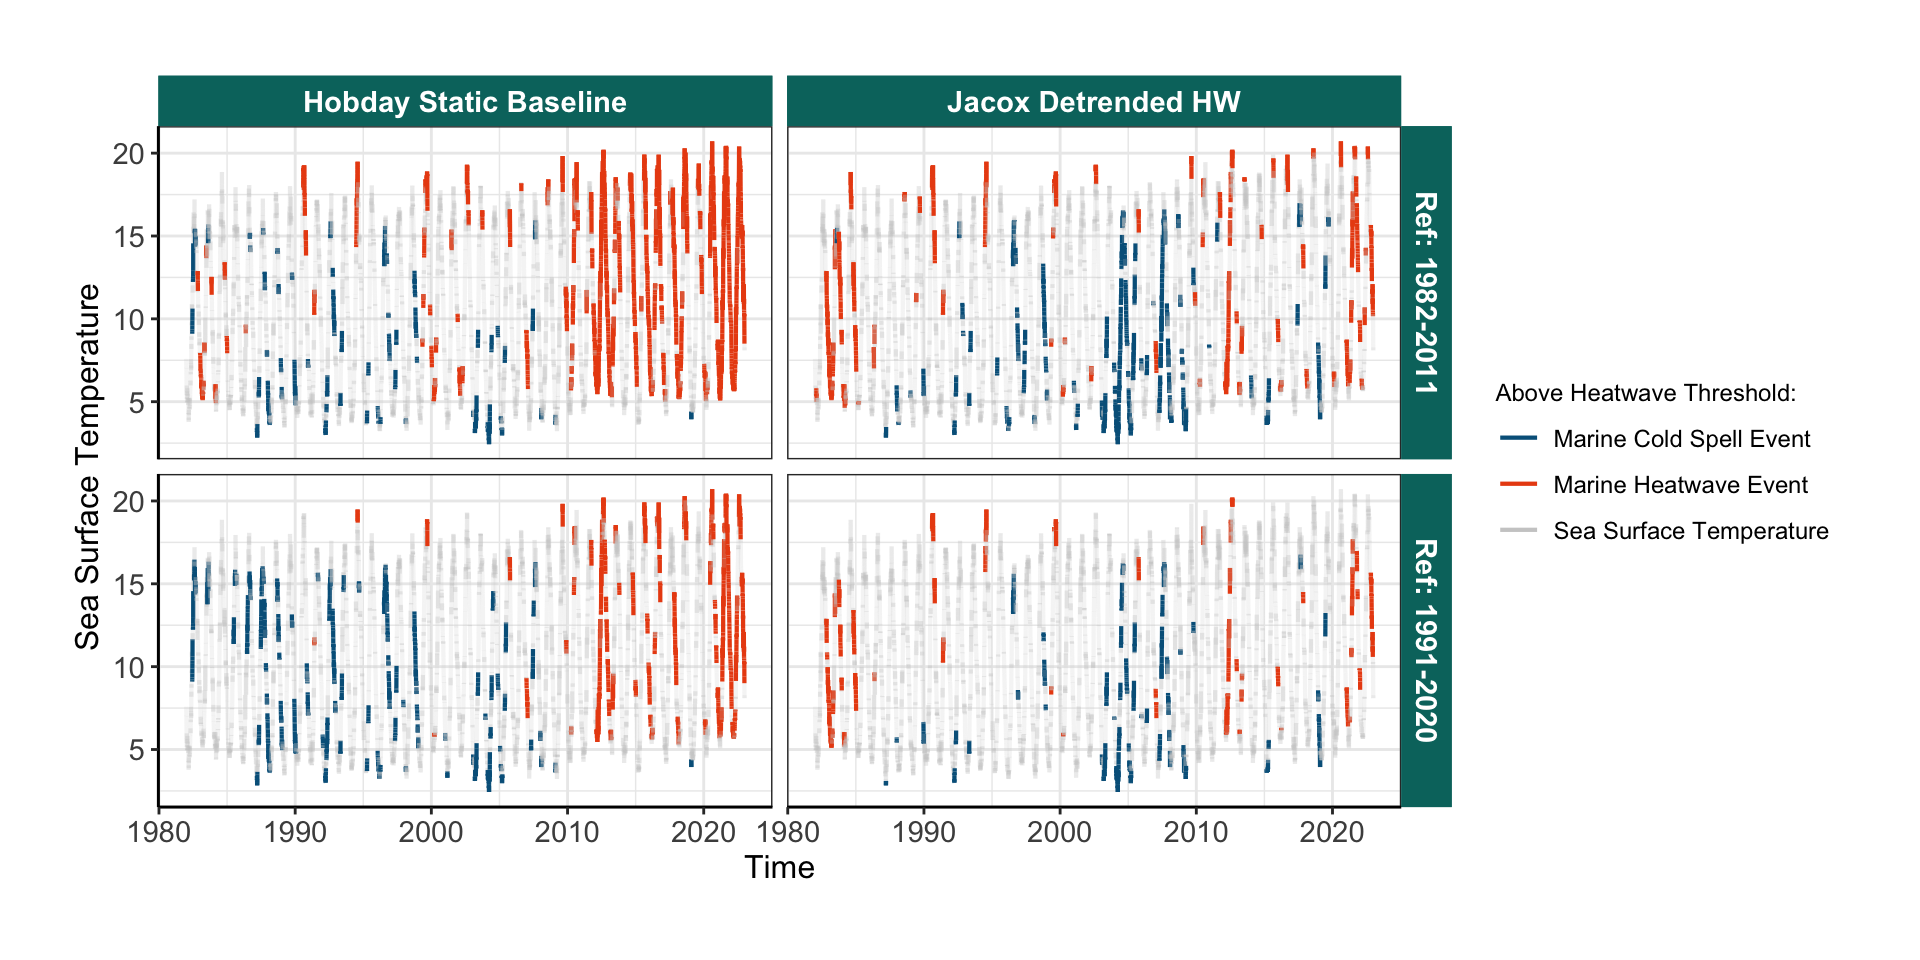 Hobday Static Baseline
Jacox Detrended HW
Sea Surface Temperature
20
15
10
5
Ref: 1982-2011
20
15
10
5
Ref: 1991-2020
1980
1990
2000
2010
2020
1980
1990
2000
2010
2020
Time
Above Heatwave Threshold:
Marine Cold Spell Event
Marine Heatwave Event
Sea Surface Temperature